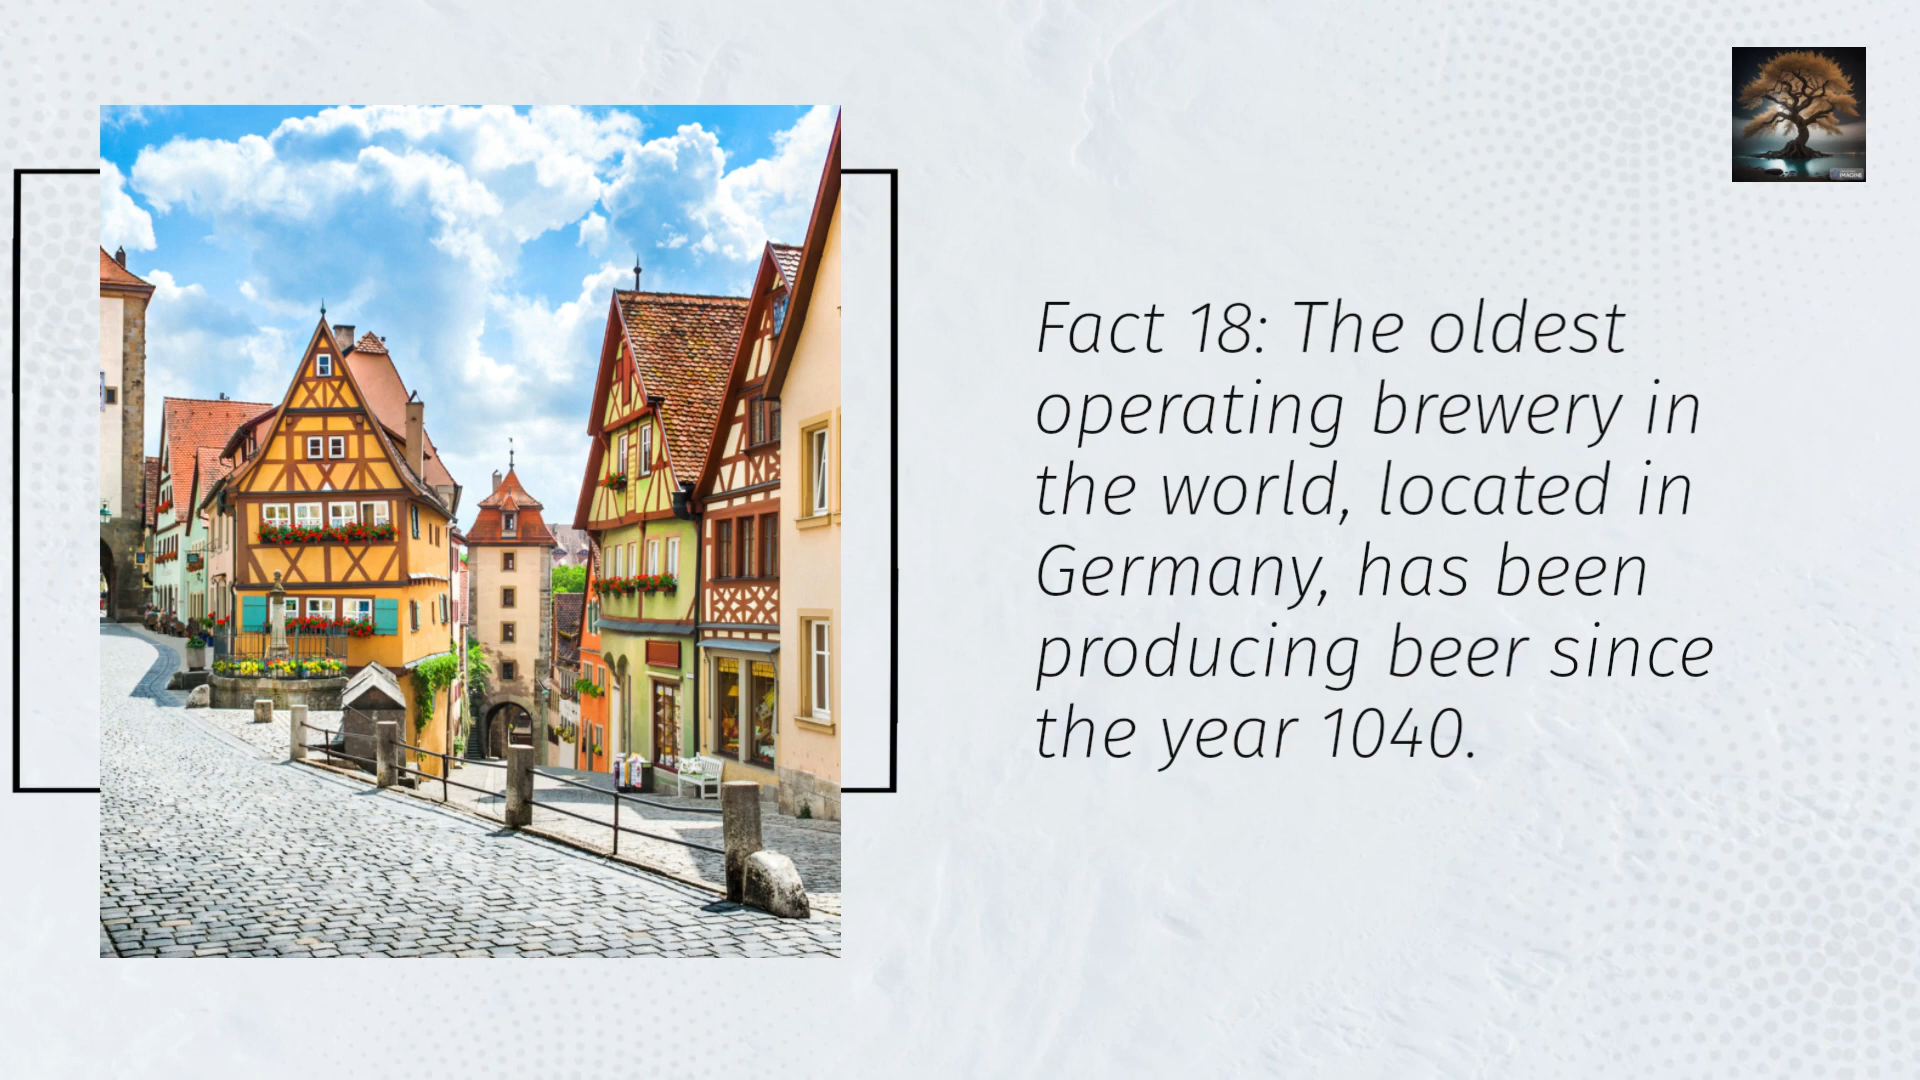 Fact 18: The oldest
operating brewery in
the world, located in
Germany, has been
producing beer since
the year 1040.
IMAGINE